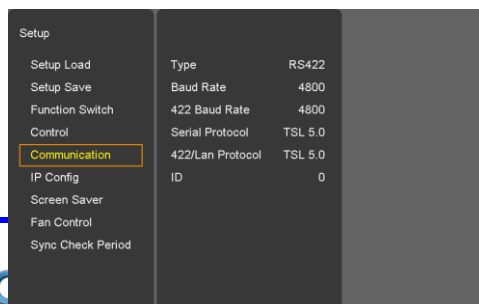 Setup
Setup Load
Setup Save
Function Switch
Control
Communication
IP Config
Screen Saver
Fan Control
Sync Check Period
Type RS422
Baud Rate 4800
422 Baud Rate 4800
Serial Protocol TSL 5.0
422/Lan Protocol TSL 5.0
ID 0